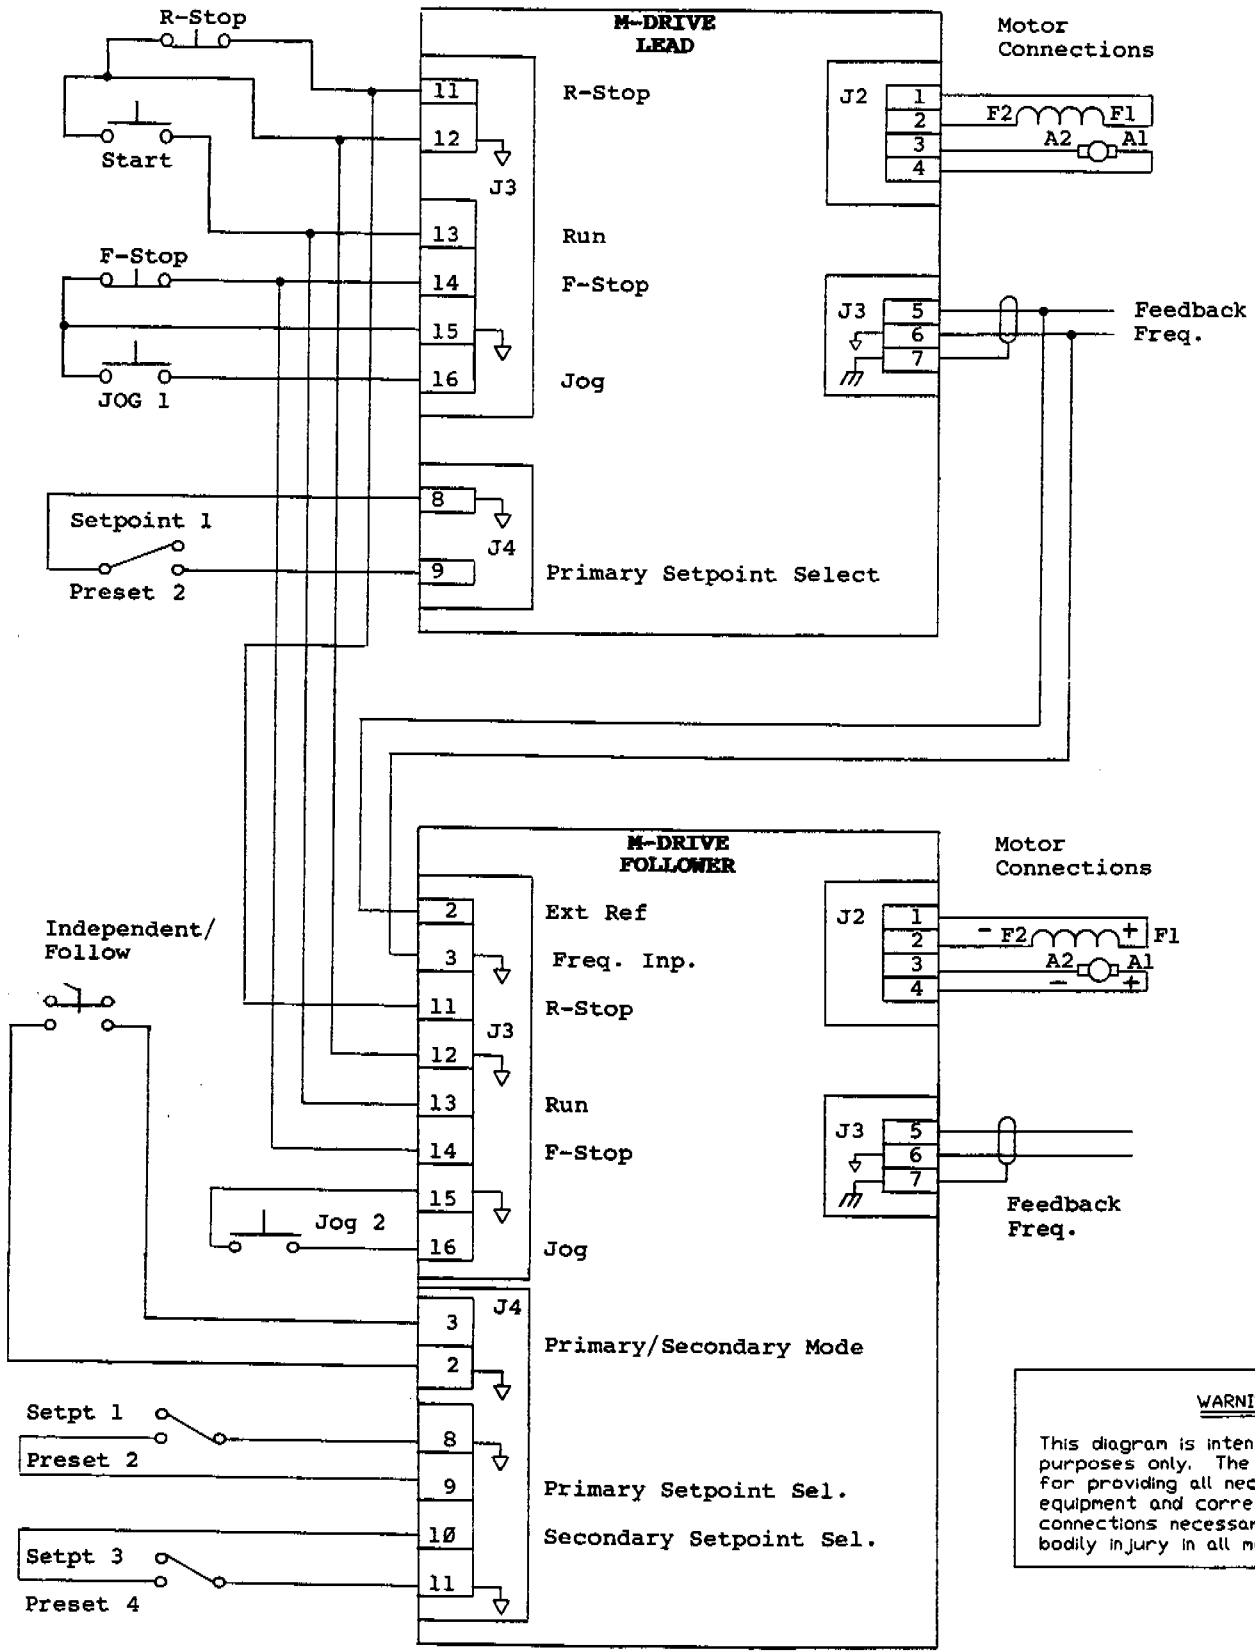 R-Stop
M-DRIVE
LEAD
Motor
Connections
11
R-Stop
J2
1
2
F2
F1
12
3
A2
A1
Start
4
J3
13
Run
F-Stop
14
F-Stop
J3
5
Feedback
15
6
Freq.
7
16
Jog
JOG 1
8
Setpoint 1
J4
9
Primary Setpoint Select
Preset 2
M-DRIVE
FOLLOWER
Motor
Connections
2
Ext Ref
J2
1
Independent/
Follow
2
- F2
+ F1
3
Freq. Inp.
3
A2
A1
4
-
+
11
R-Stop
J3
12
13
Run
J3
5
14
F-Stop
6
7
15
Jog 2
Feedback
Freq.
16
Jog
J4
3
Primary/Secondary Mode
2
Setpt 1
8
Preset 2
9
Primary Setpoint Sel.
10
Secondary Setpoint Sel.
Setpt 3
11
Preset 4
WARNI
This diagram is inten
purposes only. The
for providing all nec
equipment and corre
connections necessar
bodily injury in all m